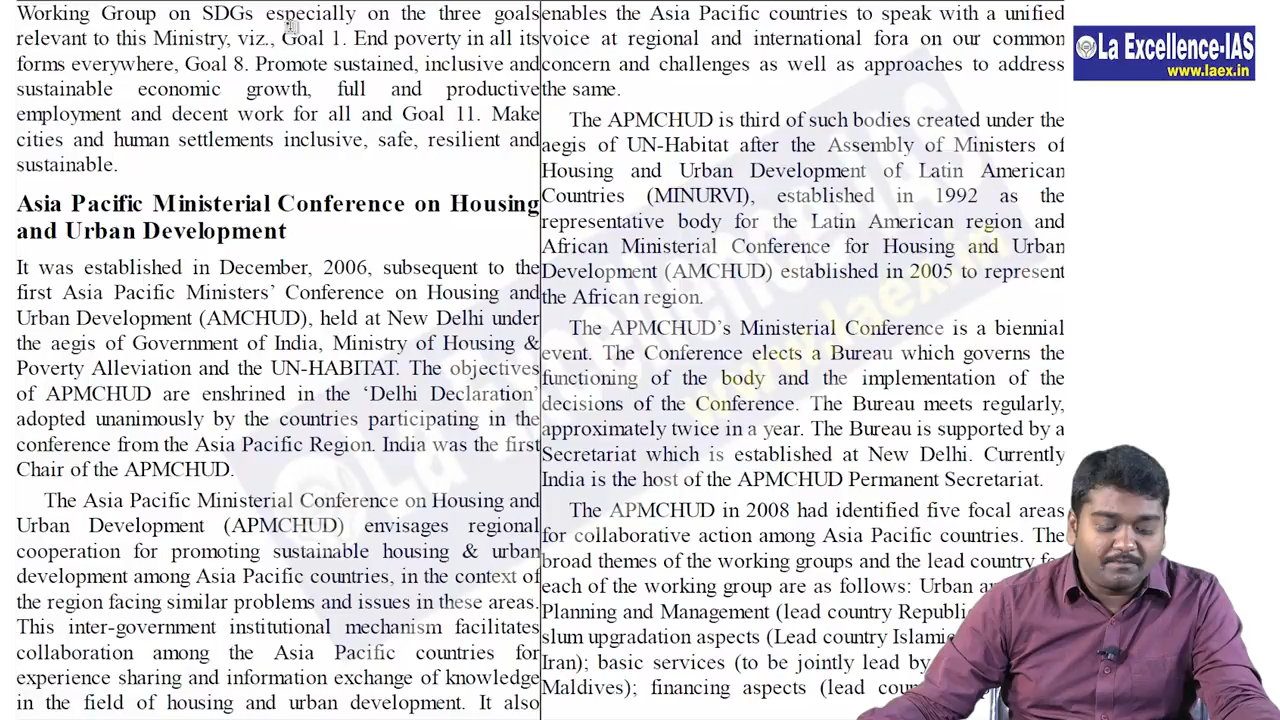 Working Group on SDGs especially on the three goals
relevant to this Ministry, viz., Goal 1. End poverty in all its
forms everywhere, Goal 8. Promote sustained, inclusive and
sustainable economic growth, full and productive
employment and decent work for all and Goal 11. Make
cities and human settlements inclusive, safe, resilient and
sustainable.
Asia Pacific Ministerial Conference on Housing
and Urban Development
It was established in December, 2006, subsequent to the
first Asia Pacific Ministers’ Conference on Housing and
Urban Development (AMCHUD), held at New Delhi under
the aegis of Government of India, Ministry of Housing &
Poverty Alleviation and the UN-HABITAT. The objectives
of APMCHUD are enshrined in the ‘Delhi Declaration’
adopted unanimously by the countries participating in the
conference from the Asia Pacific Region. India was the first
Chair of the APMCHUD.
The Asia Pacific Ministerial Conference on Housing and
Urban Development (APMCHUD) envisages regional
cooperation for promoting sustainable housing & urban
development among Asia Pacific countries, in the context of
the region facing similar problems and issues in these areas.
This inter-government institutional mechanism facilitates
collaboration among the Asia Pacific countries for
experience sharing and information exchange of knowledge
in the field of housing and urban development. It also
enables the Asia Pacific countries to speak with a unified
voice at regional and international fora on our common
concern and challenges as well as approaches to address
the same.
The APMCHUD is third of such bodies created under the
aegis of UN-Habitat after the Assembly of Ministers of
Housing and Urban Development of Latin American
Countries (MINURVI), established in 1992 as the
representative body for the Latin American region and
African Ministerial Conference for Housing and Urban
Development (AMCHUD) established in 2005 to represent
the African region.
The APMCHUD’s Ministerial Conference is a biennial
event. The Conference elects a Bureau which governs the
functioning of the body and the implementation of the
decisions of the Conference. The Bureau meets regularly,
approximately twice in a year. The Bureau is supported by a
Secretariat which is established at New Delhi. Currently
India is the host of the APMCHUD Permanent Secretariat.
The APMCHUD in 2008 had identified five focal areas
for collaborative action among Asia Pacific countries. The
broad themes of the working groups and the lead country
each of the working group are as follows: Urban
Planning and Management (lead country
slum upgradation aspects (Lead country
Iran); basic services (to be jointly lead by
Maldives); financing aspects (lead
La Excellence-IAS
www.laex.in
La Excellence-IAS
www.laex.in